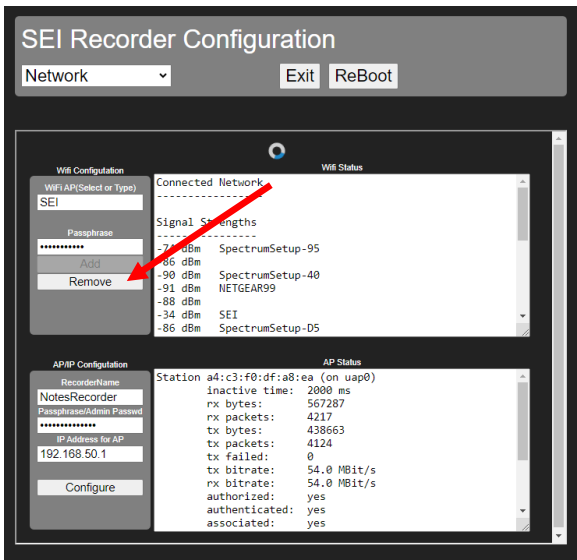 SEI Recorder Configuration
Network
Exit ReBoot
Wifi Configutation
WiFi AP(Select or Type)
SEI
Passphrase
•••••••••••
Add
Remove
Wifi Status
Connected Network
-----------------
Signal Strengths
----------------
-74 dBm SpectrumSetup-95
-86 dBm
-90 dBm SpectrumSetup-40
-91 dBm NETGEAR99
-88 dBm
-34 dBm SEI
-86 dBm SpectrumSetup-D5
AP/IP Configutation
RecorderName
NotesRecorder
Passphrase/Admin Passwd
••••••••••••••
IP Address for AP
192.168.50.1
Configure
AP Status
Station a4:c3:f0:df:a8:ea (on uap0)
inactive time: 2000 ms
rx bytes: 567287
rx packets: 4217
tx bytes: 438663
tx packets: 4124
tx failed: 0
tx bitrate: 54.0 MBit/s
rx bitrate: 54.0 MBit/s
authorized: yes
authenticated: yes
associated: yes